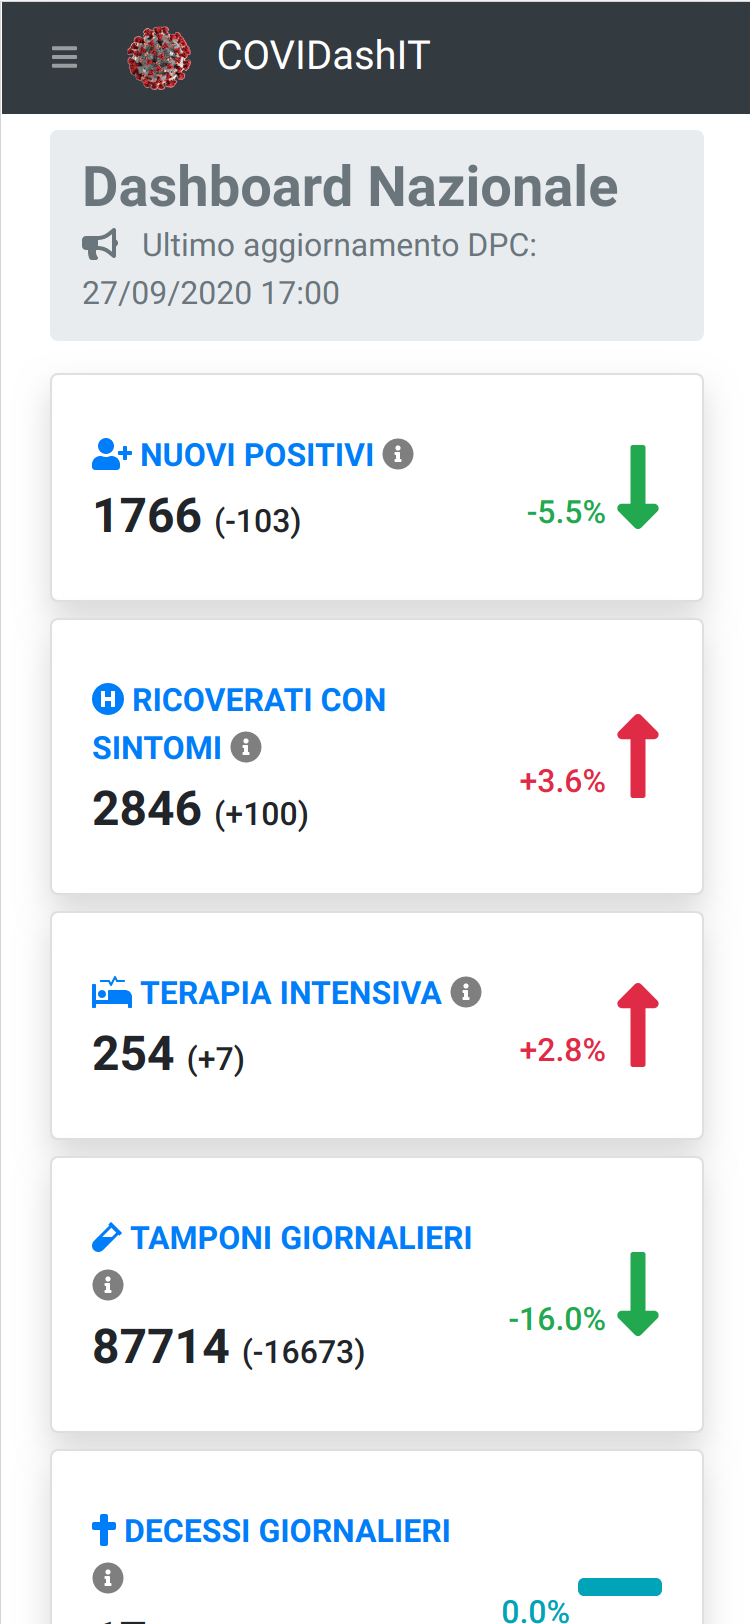 COVIDashIT
Dashboard Nazionale
Ultimo aggiornamento DPC:
27/09/2020 17:00
NUOVI POSITIVI
1766 (-103)
-5.5%
RICOVERATI CON
SINTOMI
2846 (+100)
+3.6%
TERAPIA INTENSIVA
254 (+7)
+2.8%
TAMPONI GIORNALIERI
87714 (-16673)
-16.0%
DECESSI GIORNALIERI
0.0%